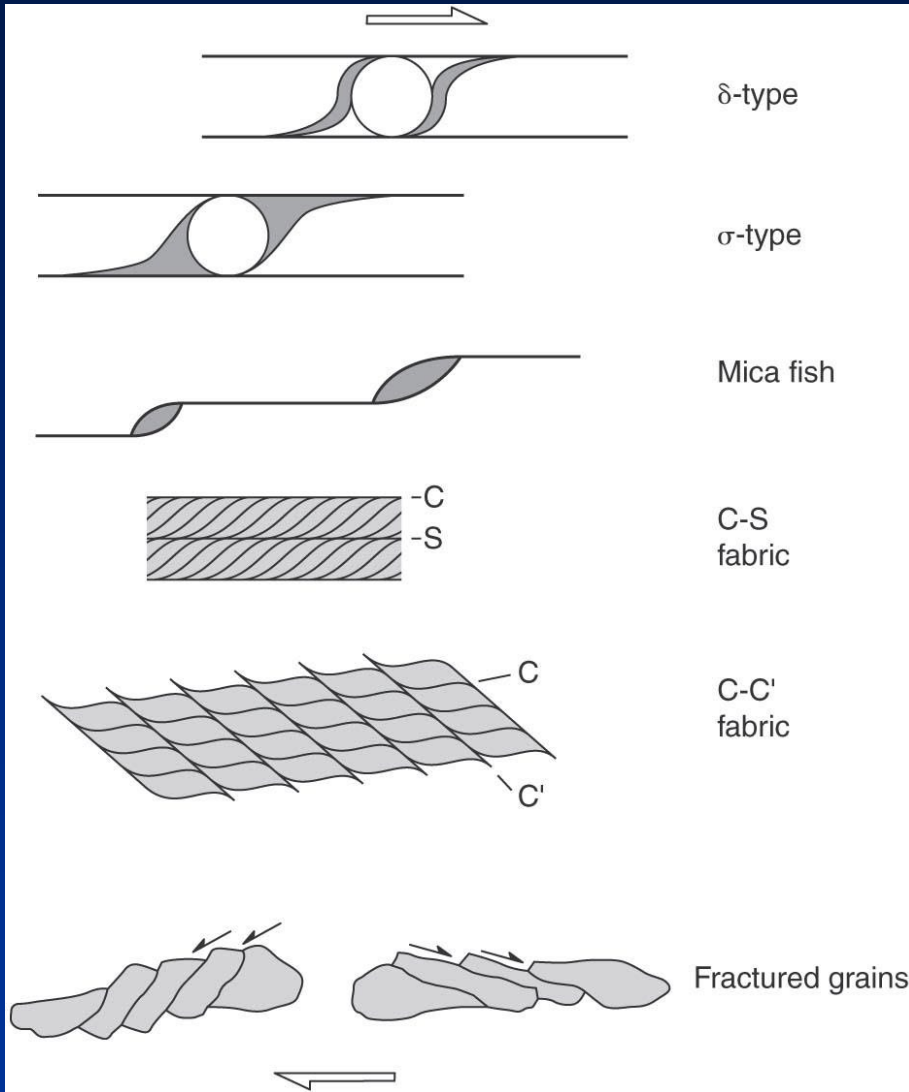 δ-type
σ-type
Mica fish
-C
-S
C-S
fabric
C
C'
C-C'
fabric
Fractured grains